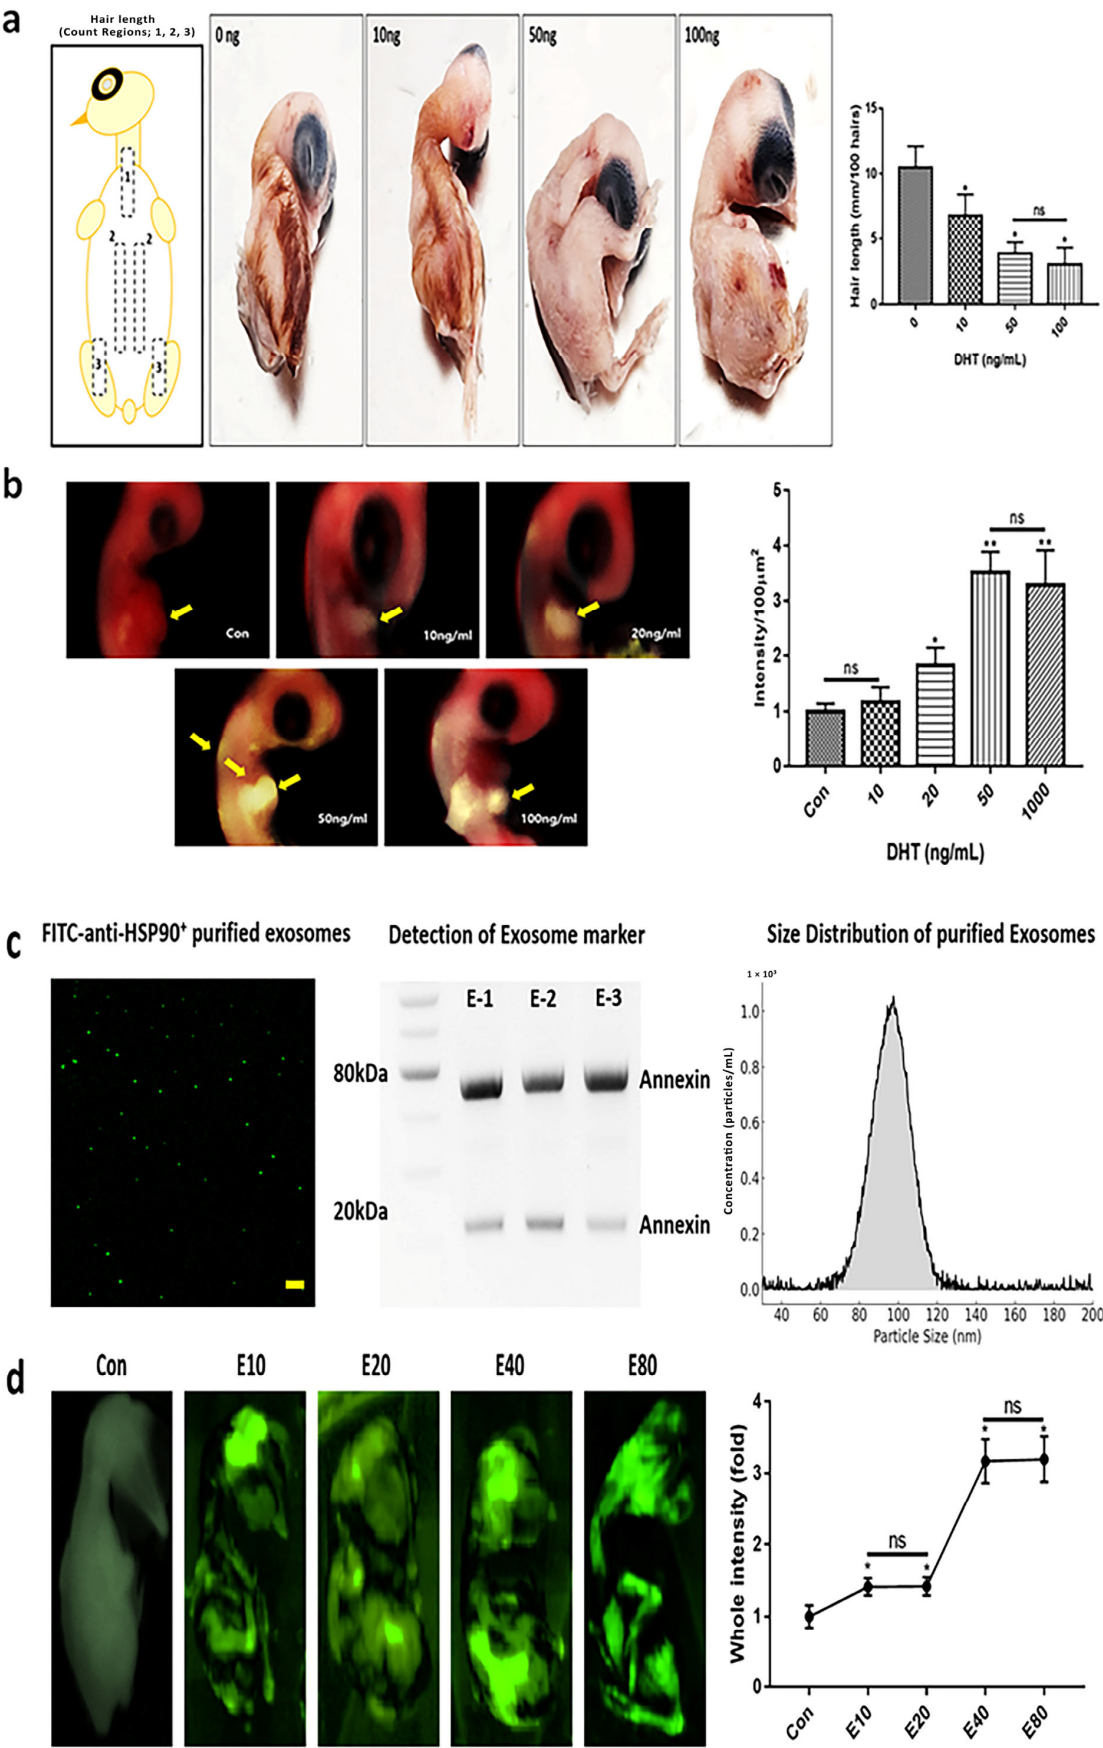 a
Hair length
(Count Regions; 1, 2, 3)
1
2 2
3 3
0 ng
10ng
50ng
100ng
Hair length (mm/100 hairs)
15
10
5
0
*
*
*
ns
0 10 50 100
DHT (ng/mL)
b
Con
10ng/ml
20ng/ml
50ng/ml
100ng/ml
Intensity/100µm²
5
4
3
2
1
0
ns
*
**
**
ns
Con 10 20 50 1000
DHT (ng/mL)
c
FITC-anti-HSP90⁺ purified exosomes
Detection of Exosome marker
E-1 E-2 E-3
80kDa
Annexin
20kDa
Annexin
Size Distribution of purified Exosomes
1 × 10³
Concentration (particles/mL)
1.0
0.8
0.6
0.4
0.2
0.0
40 60 80 100 120 140 160 180 200
Particle Size (nm)
d
Con
E10
E20
E40
E80
Whole intensity (fold)
4
3
2
1
0
ns
*
*
ns
*
*
Con E10 E20 E40 E80